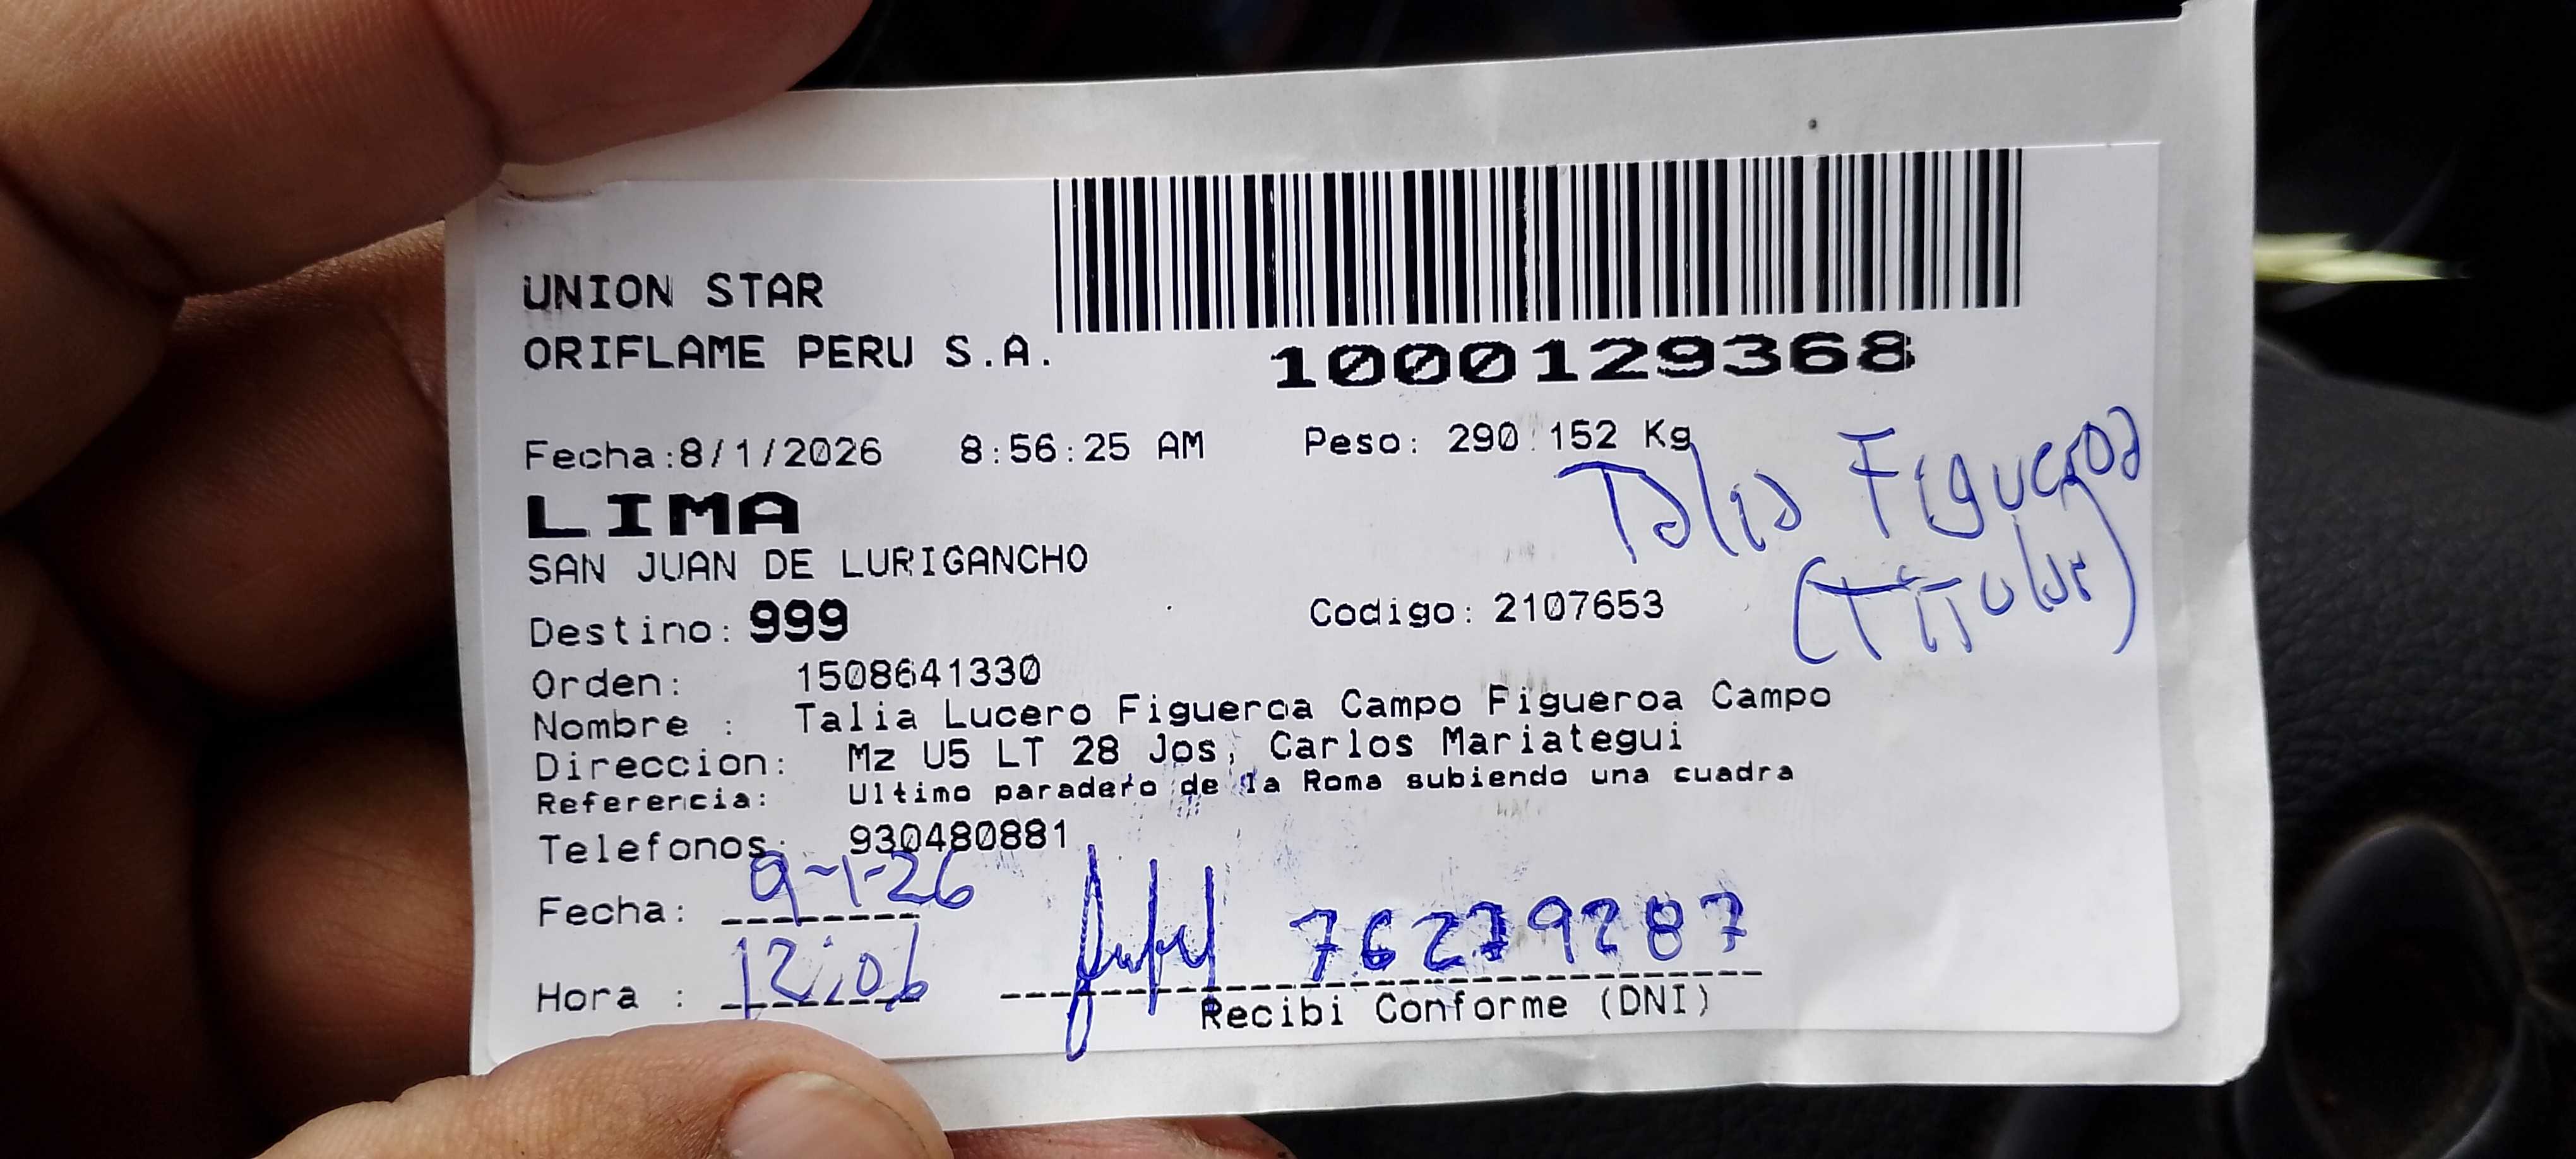 UNION STAR
ORIFLAME PERU S.A.
1000129368
Fecha:8/1/2026 8:56:25 AM Peso: 290.152 Kg
LIMA
Talia Figueroa
(Titular)
SAN JUAN DE LURIGANCHO
Destino: 999 Codigo: 2107653
Orden: 1508641330
Nombre : Talia Lucero Figueroa Campo Figueroa Campo
Direccion: Mz U5 LT 28 Jos, Carlos Mariategui
Referencia: Ultimo paradero de la Roma subiendo una cuadra
Telefonos: 930480881
Fecha: 9-1-26
Hora : 12:06
76279287
Recibi Conforme (DNI)